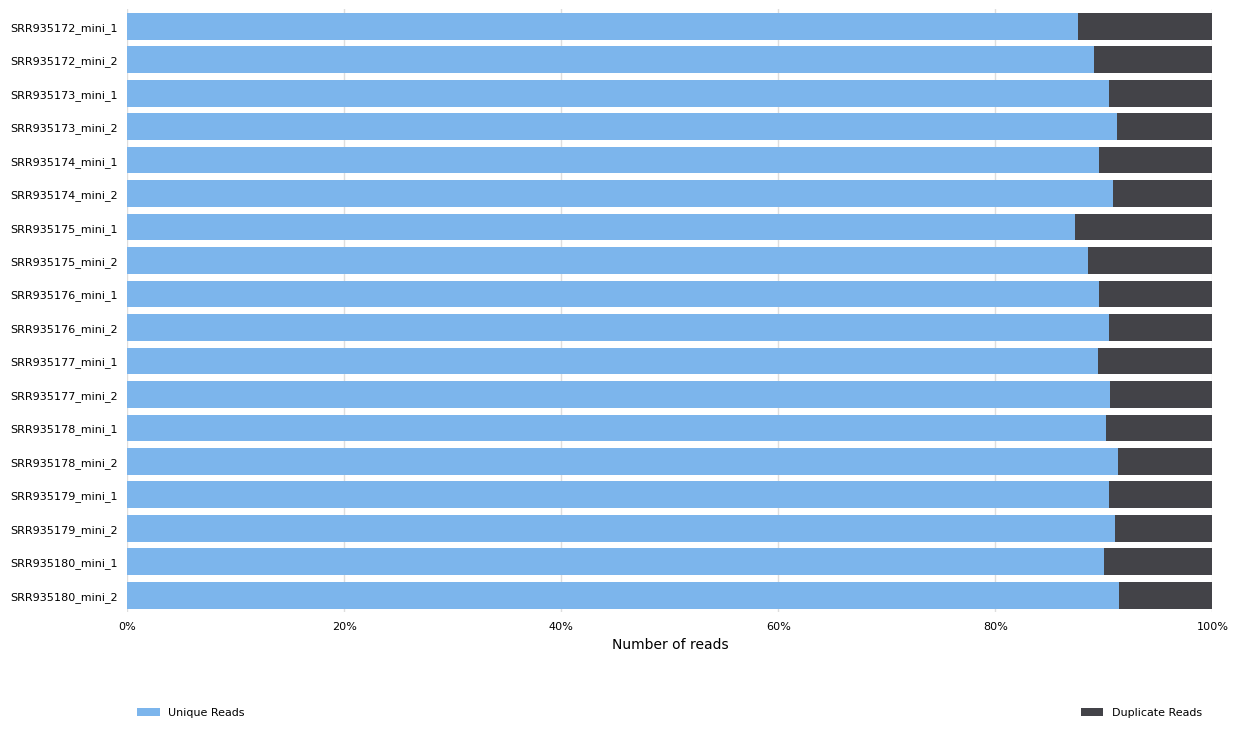 SRR935172_mini_1
SRR935172_mini_2
SRR935173_mini_1
SRR935173_mini_2
SRR935174_mini_1
SRR935174_mini_2
SRR935175_mini_1
SRR935175_mini_2
SRR935176_mini_1
SRR935176_mini_2
SRR935177_mini_1
SRR935177_mini_2
SRR935178_mini_1
SRR935178_mini_2
SRR935179_mini_1
SRR935179_mini_2
SRR935180_mini_1
SRR935180_mini_2
0% 20% 40% 60% 80% 100%
Number of reads
Unique Reads Duplicate Reads